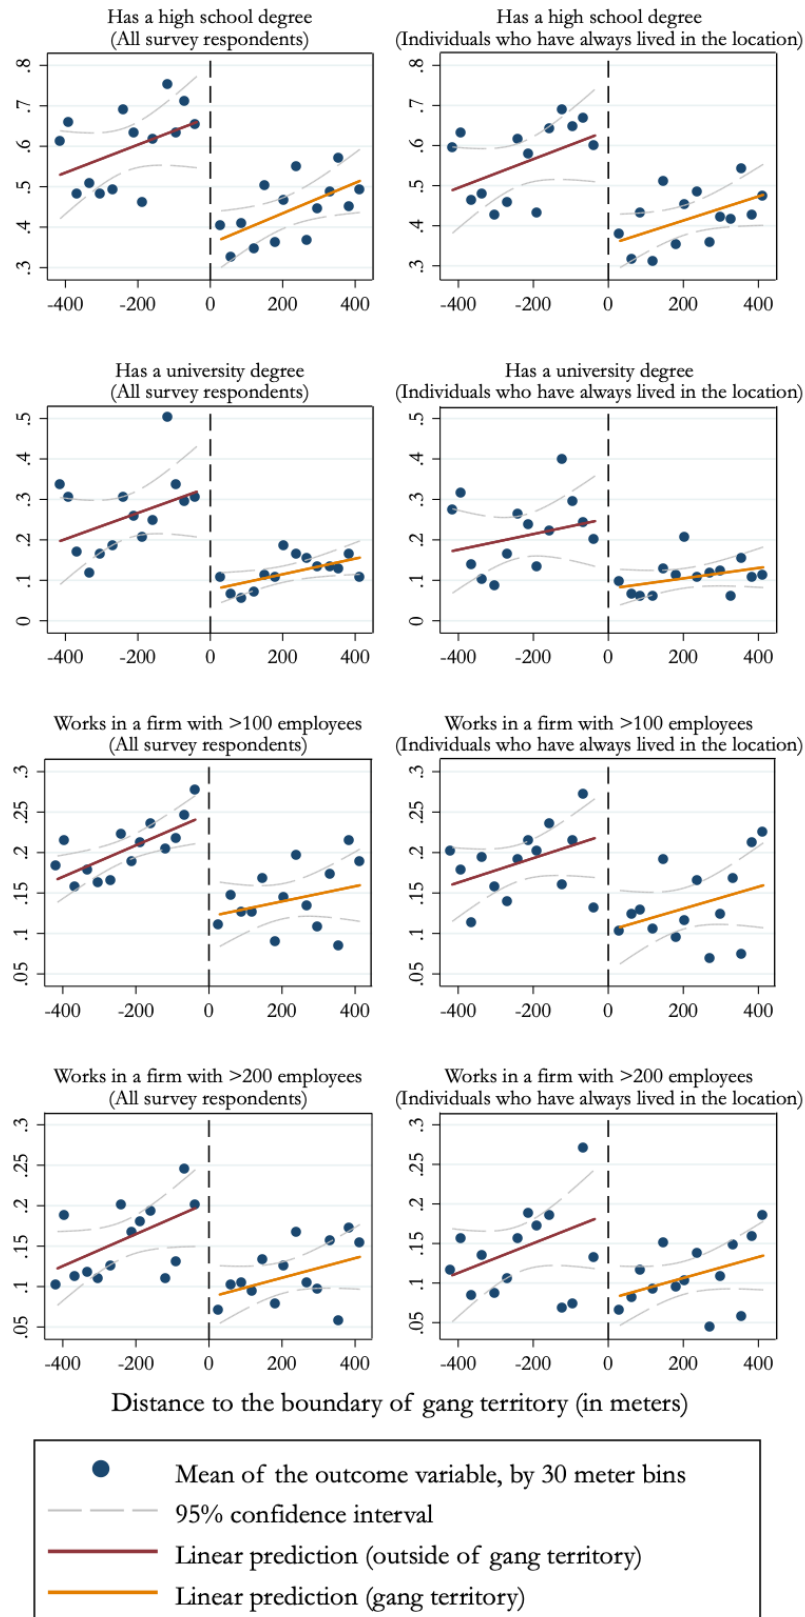 Has a high school degree
(All survey respondents)
Has a high school degree
(Individuals who have always lived in the location)
.8
.7
.6
.5
.4
.3
-400 -200 0 200 400
.8
.7
.6
.5
.4
.3
-400 -200 0 200 400
Has a university degree
(All survey respondents)
Has a university degree
(Individuals who have always lived in the location)
.5
.4
.3
.2
.1
0
-400 -200 0 200 400
.5
.4
.3
.2
.1
0
-400 -200 0 200 400
Works in a firm with >100 employees
(All survey respondents)
Works in a firm with >100 employees
(Individuals who have always lived in the location)
.3
.25
.2
.15
.1
.05
-400 -200 0 200 400
.3
.25
.2
.15
.1
.05
-400 -200 0 200 400
Works in a firm with >200 employees
(All survey respondents)
Works in a firm with >200 employees
(Individuals who have always lived in the location)
.3
.25
.2
.15
.1
.05
-400 -200 0 200 400
.3
.25
.2
.15
.1
.05
-400 -200 0 200 400
Distance to the boundary of gang territory (in meters)
Mean of the outcome variable, by 30 meter bins
95% confidence interval
Linear prediction (outside of gang territory)
Linear prediction (gang territory)